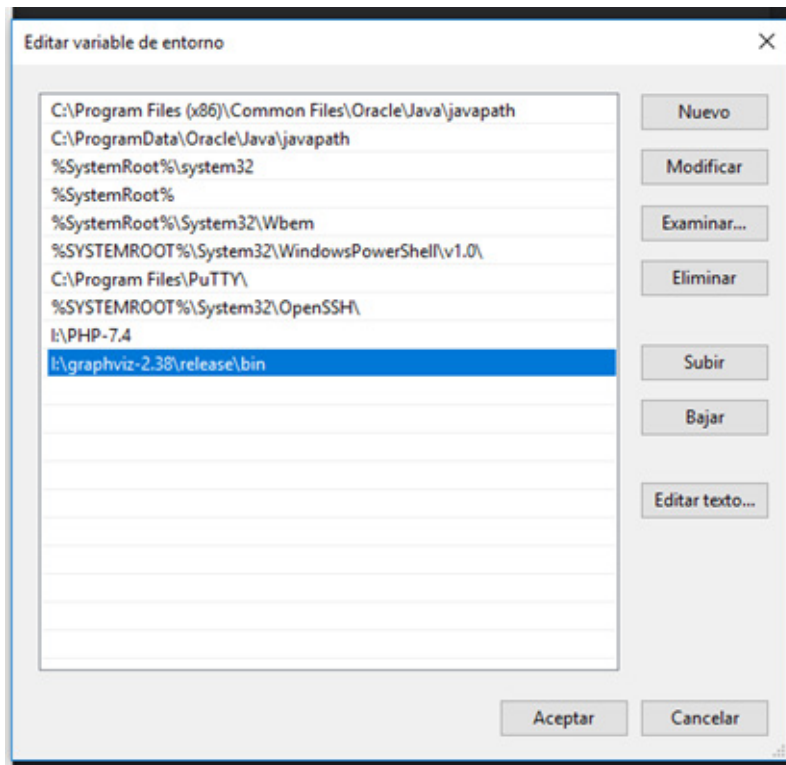 Editar variable de entorno
C:\Program Files (x86)\Common Files\Oracle\Java\javapath
C:\ProgramData\Oracle\Java\javapath
%SystemRoot%\system32
%SystemRoot%
%SystemRoot%\System32\Wbem
%SYSTEMROOT%\System32\WindowsPowerShell\v1.0\
C:\Program Files\PuTTY\
%SYSTEMROOT%\System32\OpenSSH\
I:\PHP-7.4
I:\graphviz-2.38\release\bin
Nuevo
Modificar
Examinar...
Eliminar
Subir
Bajar
Editar texto...
Aceptar
Cancelar